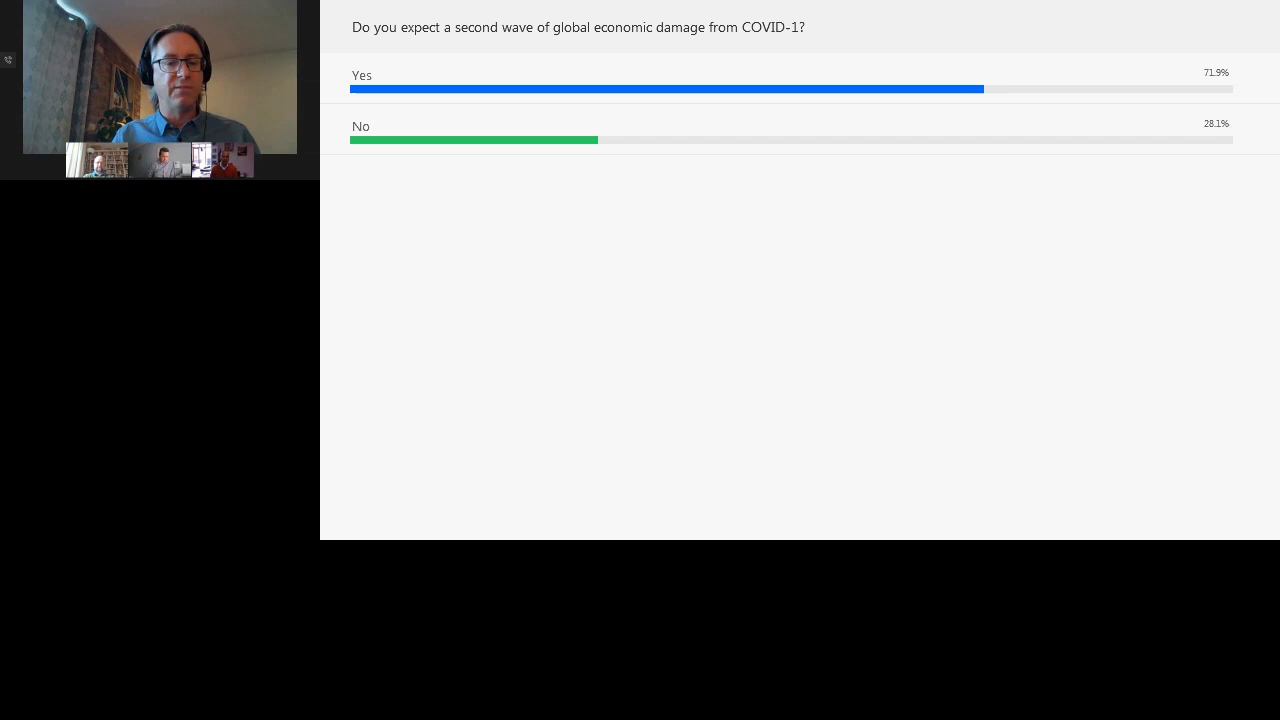 Do you expect a second wave of global economic damage from COVID-1?
Yes
71.9%
No
28.1%